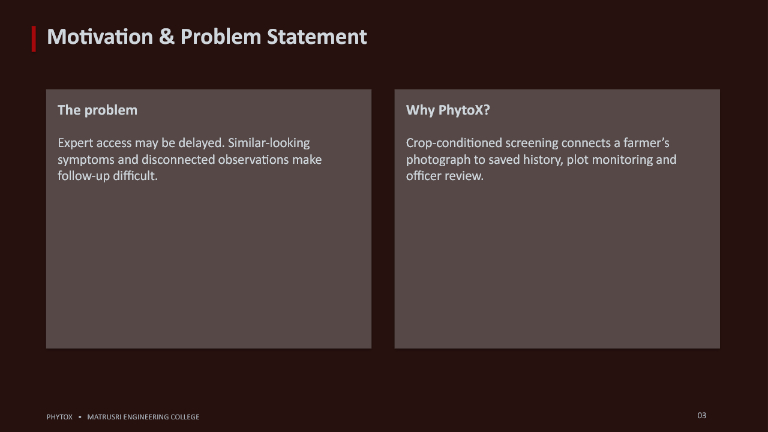 Motivation & Problem Statement
The problem
Expert access may be delayed. Similar-looking
symptoms and disconnected observations make
follow-up difficult.
Why PhytoX?
Crop-conditioned screening connects a farmer's
photograph to saved history, plot monitoring and
officer review.
PHYTOX • MATRUSRI ENGINEERING COLLEGE
03